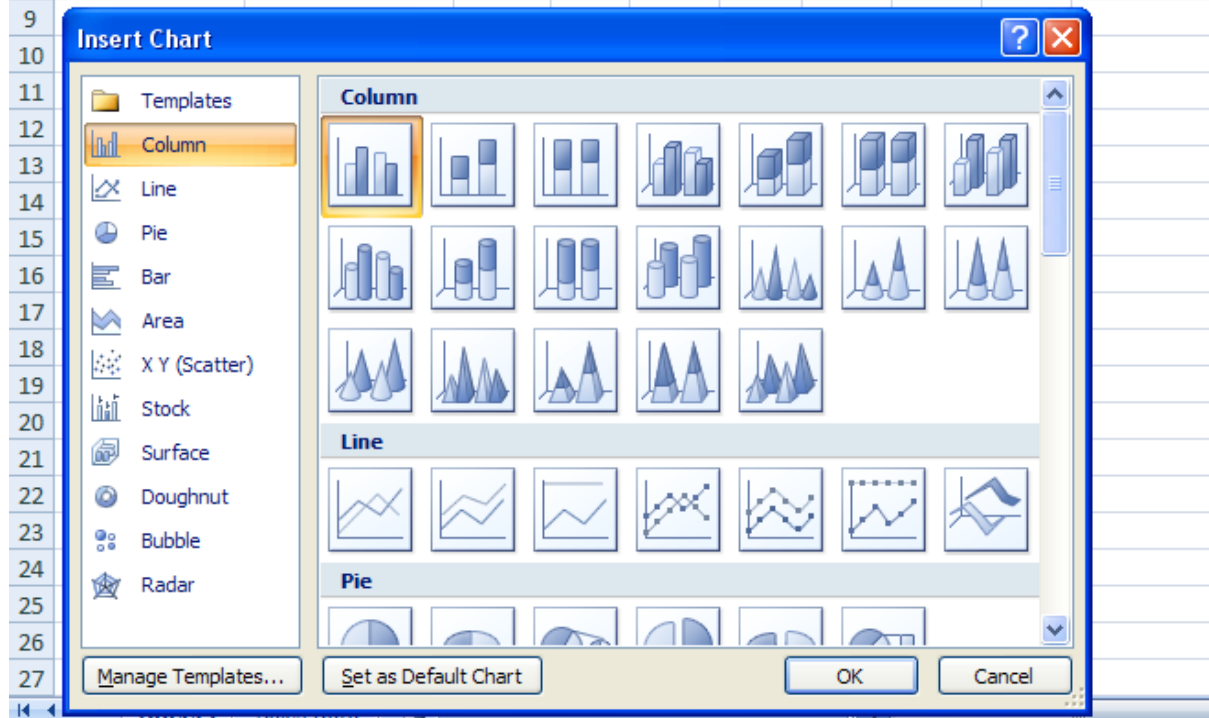 9
10
11
12
13
14
15
16
17
18
19
20
21
22
23
24
25
26
27
Insert Chart
?
Templates
Column
Line
Pie
Bar
Area
X Y (Scatter)
Stock
Surface
Doughnut
Bubble
Radar
Column
Line
Pie
Manage Templates...
Set as Default Chart
OK
Cancel